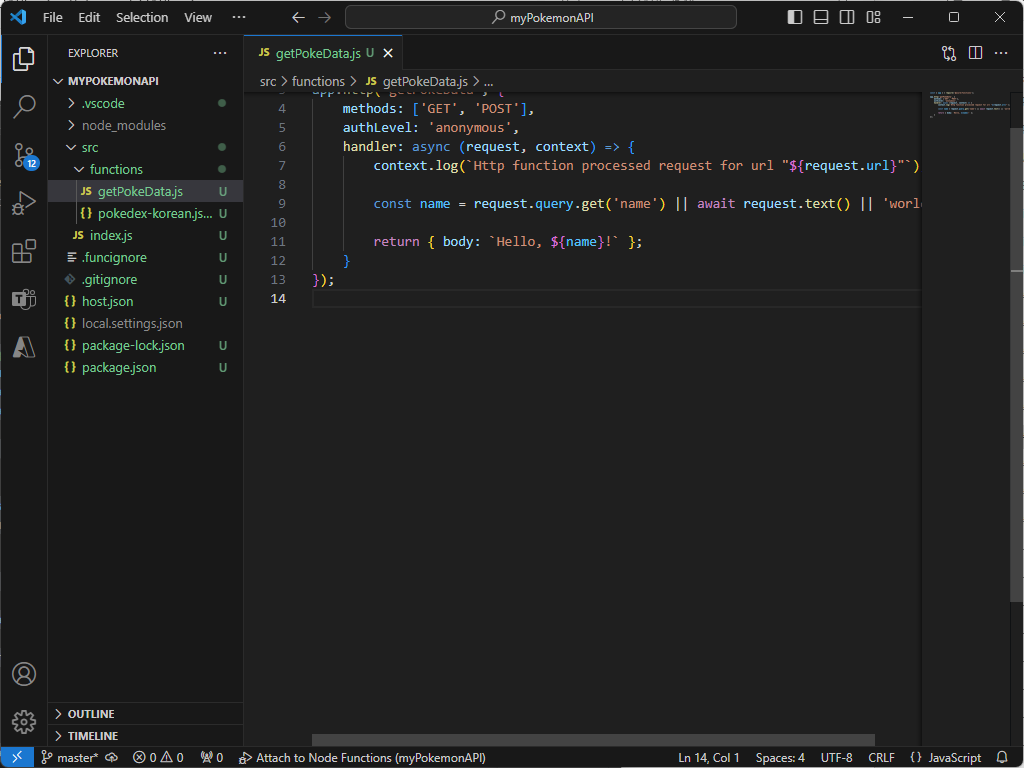 File Edit Selection View ··· myPokemonAPI
EXPLORER ···
MYPOKEMONAPI
.vscode
node_modules
src
functions
JS getPokeData.js U
{} pokedex-korean.js... U
JS index.js U
.funcignore U
.gitignore U
{} host.json U
{} local.settings.json
{} package-lock.json U
{} package.json U
OUTLINE
TIMELINE
12
JS getPokeData.js U
src > functions > JS getPokeData.js > ...
4 methods: ['GET', 'POST'],
5 authLevel: 'anonymous',
6 handler: async (request, context) => {
7 context.log(`Http function processed request for url "${request.url}"`)
8
9 const name = request.query.get('name') || await request.text() || 'worl
10
11 return { body: `Hello, ${name}!` };
12 }
13 });
14
master* 0 0 0 Attach to Node Functions (myPokemonAPI) Ln 14, Col 1 Spaces: 4 UTF-8 CRLF {} JavaScript